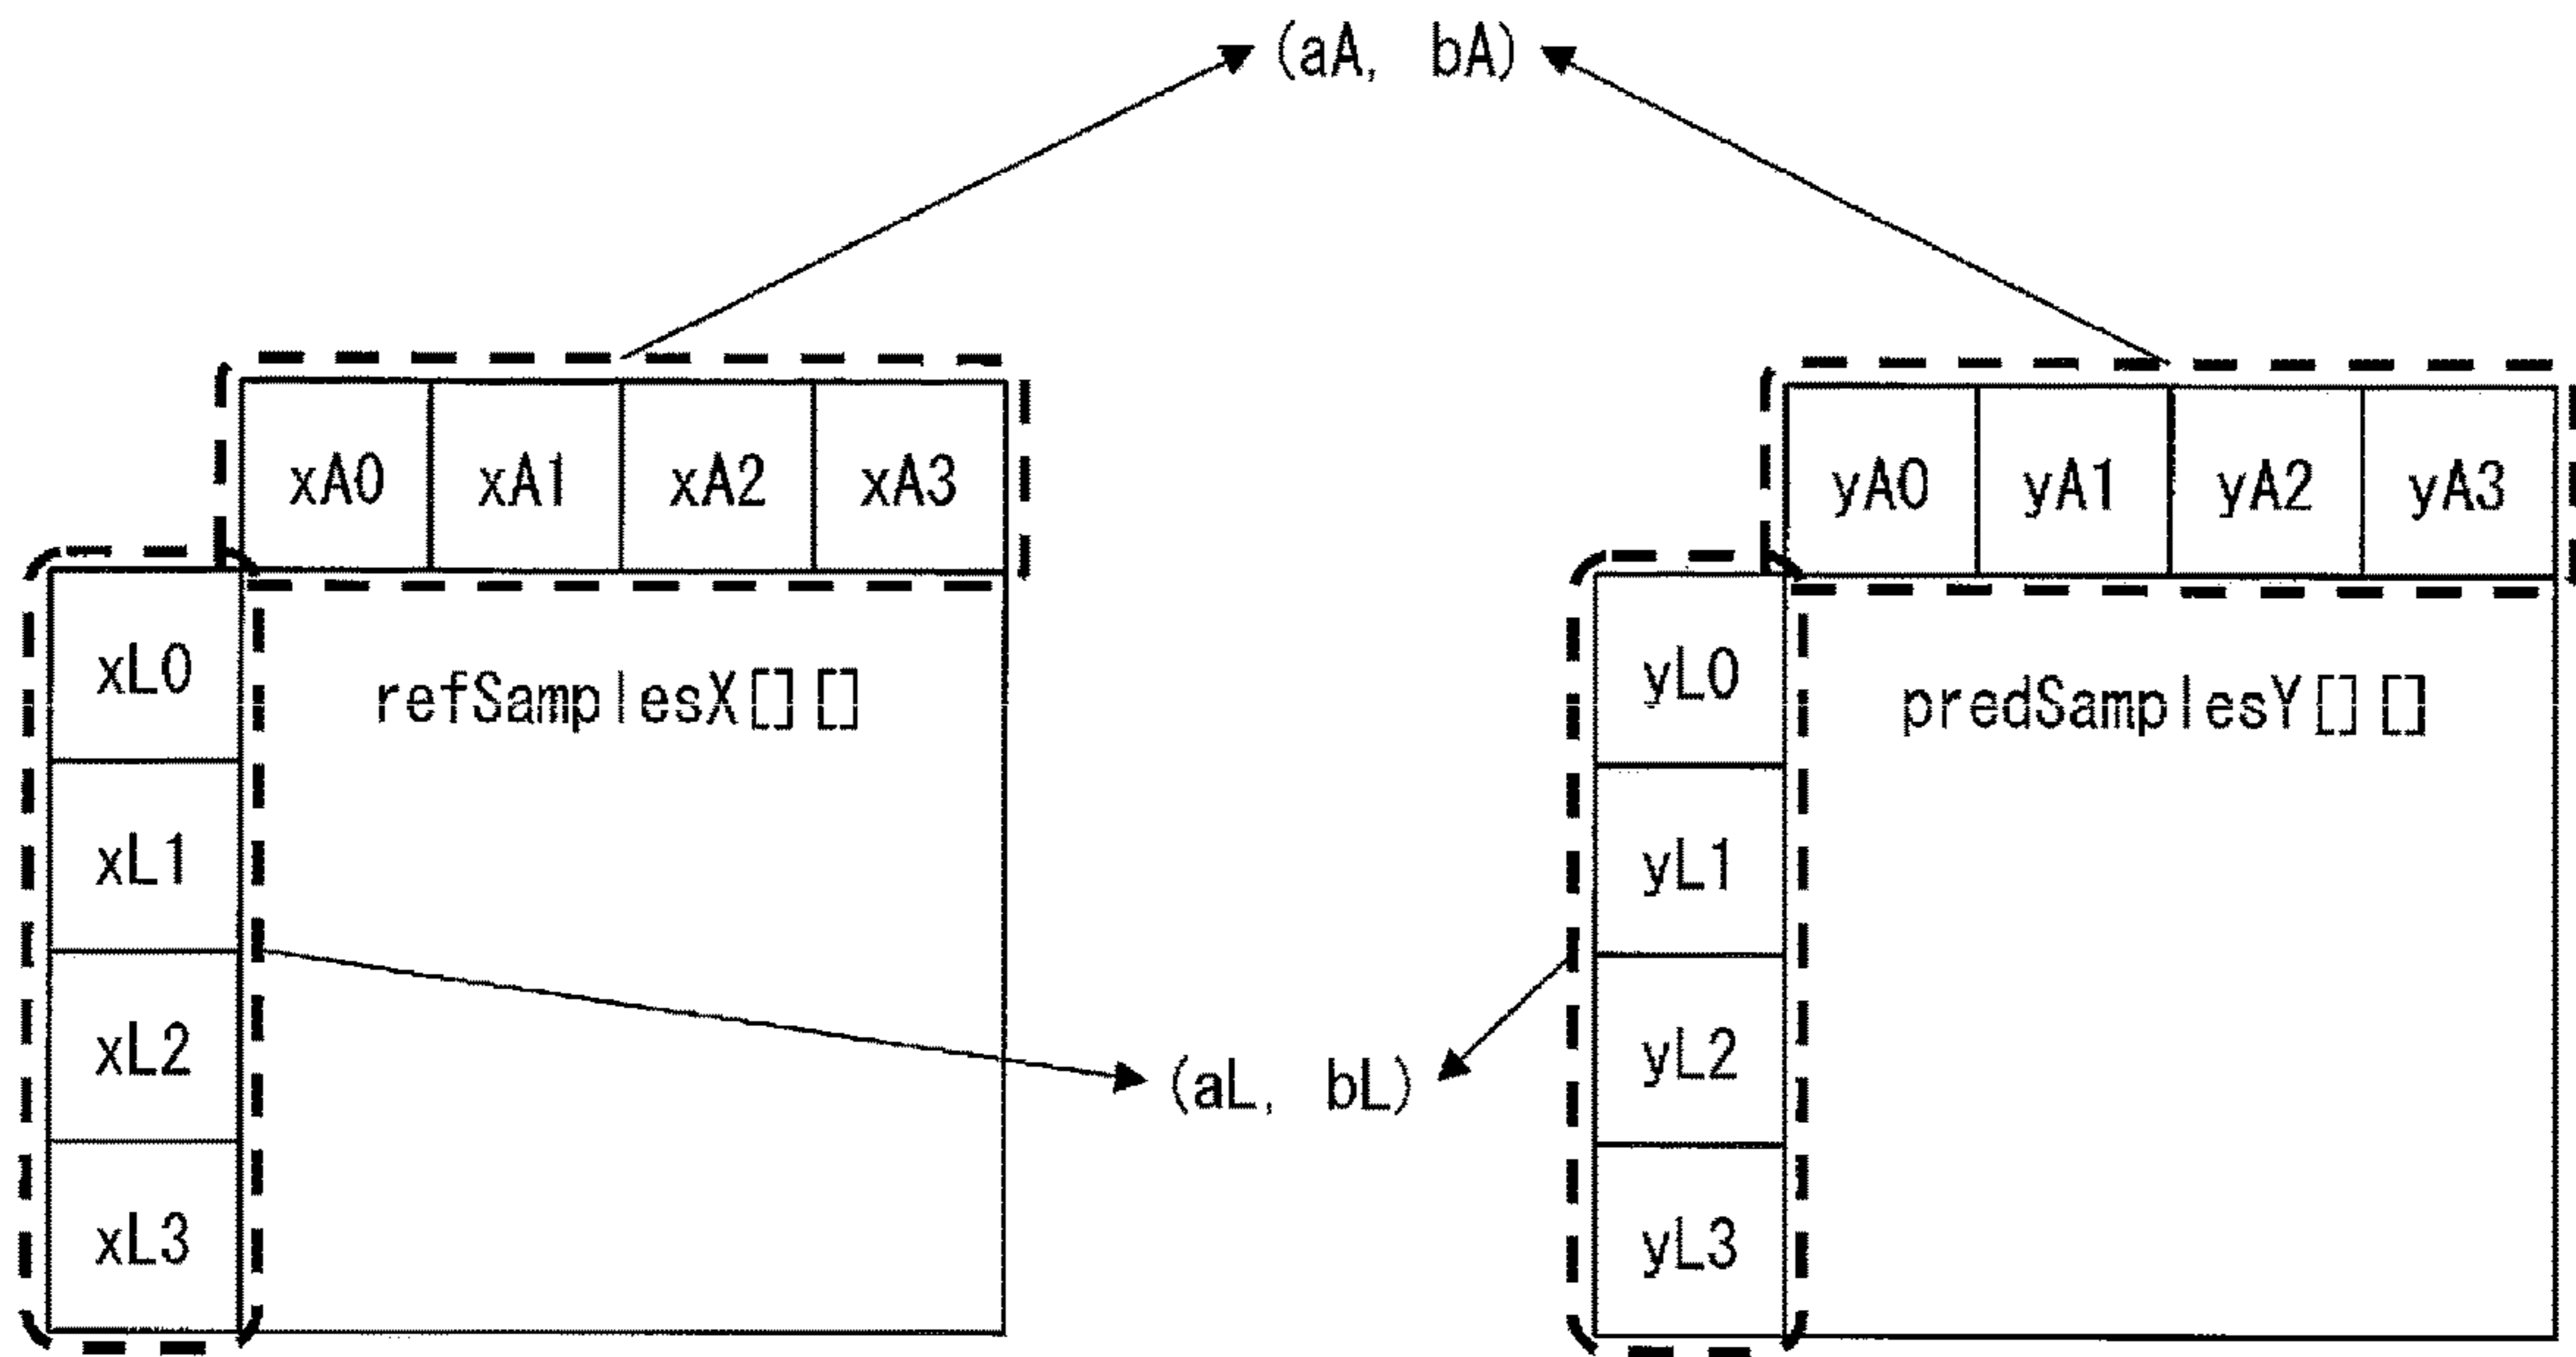 (aA, bA)
xA0 xA1 xA2 xA3
yA0 yA1 yA2 yA3
xL0
refSamplesX[][]
yL0
predSamplesY[][]
xL1
yL1
xL2
(aL, bL)
yL2
xL3
yL3